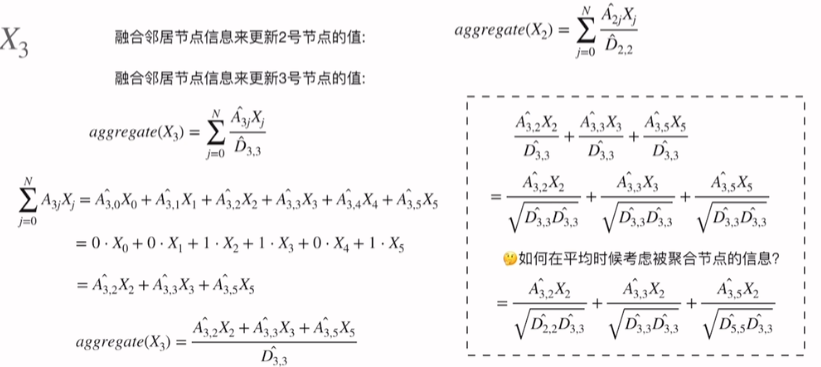 X_3
融合邻居节点信息来更新2号节点的值:
aggregate(X_2) = \sum_{j=0}^{N} \frac{\hat{A_{2j}} X_j}{\hat{D}_{2,2}}
融合邻居节点信息来更新3号节点的值:
aggregate(X_3) = \sum_{j=0}^{N} \frac{\hat{A_{3j}} X_j}{\hat{D}_{3,3}}
\sum_{j=0}^{N} A_{3j} X_j = \hat{A_{3,0}} X_0 + \hat{A_{3,1}} X_1 + \hat{A_{3,2}} X_2 + \hat{A_{3,3}} X_3 + \hat{A_{3,4}} X_4 + \hat{A_{3,5}} X_5
= 0 · X_0 + 0 · X_1 + 1 · X_2 + 1 · X_3 + 0 · X_4 + 1 · X_5
= \hat{A_{3,2}} X_2 + \hat{A_{3,3}} X_3 + \hat{A_{3,5}} X_5
aggregate(X_3) = \frac{\hat{A_{3,2}} X_2 + \hat{A_{3,3}} X_3 + \hat{A_{3,5}} X_5}{\hat{D_{3,3}}}
\frac{\hat{A_{3,2}} X_2}{\hat{D_{3,3}}} + \frac{\hat{A_{3,3}} X_3}{\hat{D_{3,3}}} + \frac{\hat{A_{3,5}} X_5}{\hat{D_{3,3}}}
= \frac{\hat{A_{3,2}} X_2}{\sqrt{\hat{D_{3,3}} \hat{D_{3,3}}}} + \frac{\hat{A_{3,3}} X_3}{\sqrt{\hat{D_{3,3}} \hat{D_{3,3}}}} + \frac{\hat{A_{3,5}} X_5}{\sqrt{\hat{D_{3,3}} \hat{D_{3,3}}}}
🤔如何在平均时候考虑被聚合节点的信息?
= \frac{\hat{A_{3,2}} X_2}{\sqrt{\hat{D_{2,2}} \hat{D_{3,3}}}} + \frac{\hat{A_{3,3}} X_2}{\sqrt{\hat{D_{3,3}} \hat{D_{3,3}}}} + \frac{\hat{A_{3,5}} X_2}{\sqrt{\hat{D_{5,5}} \hat{D_{3,3}}}}